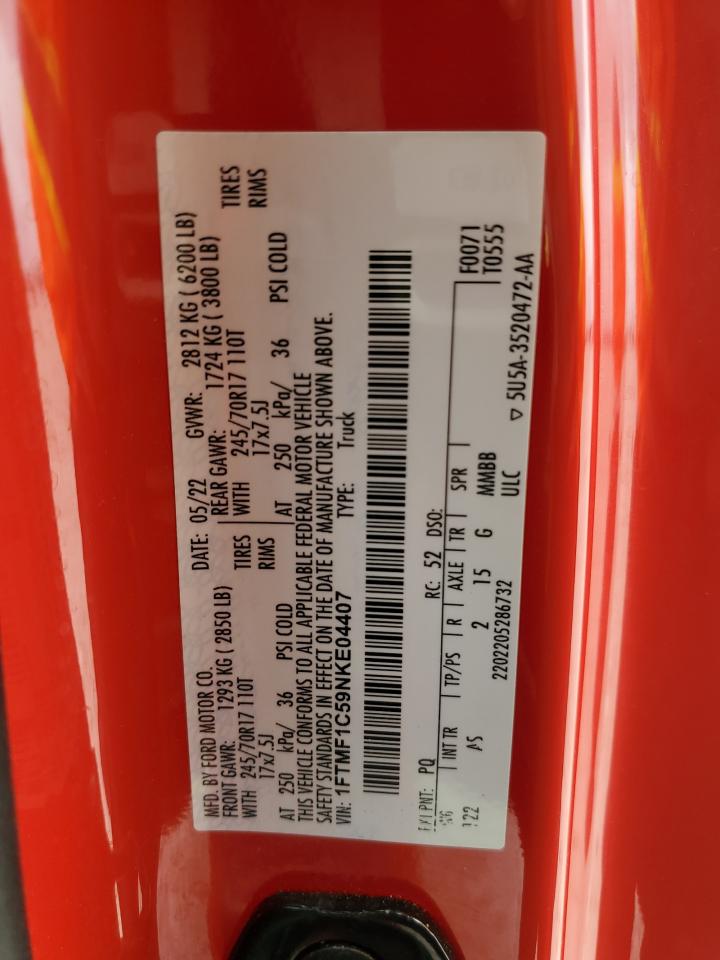 MFD. BY FORD MOTOR CO.
DATE: 05/22 GVWR: 2812 KG ( 6200 LB)
FRONT GAWR: 1293 KG ( 2850 LB) REAR GAWR: 1724 KG ( 3800 LB)
WITH 245/70R17 110T TIRES WITH 245/70R17 110T TIRES
17x7.5J RIMS 17x7.5J RIMS
AT 250 kPa/ 36 PSI COLD AT 250 kPa/ 36 PSI COLD
THIS VEHICLE CONFORMS TO ALL APPLICABLE FEDERAL MOTOR VEHICLE
SAFETY STANDARDS IN EFFECT ON THE DATE OF MANUFACTURE SHOWN ABOVE.
VIN: 1FTMF1C59NKE04407 TYPE: Truck
EXT PNT: PQ RC: 52 DSO: F0071
INT TR TP/PS R AXLE TR SPR T0555
122 AS 2 15 G MMBB
2202205286732 ULC ▽ 5U5A-3520472-AA